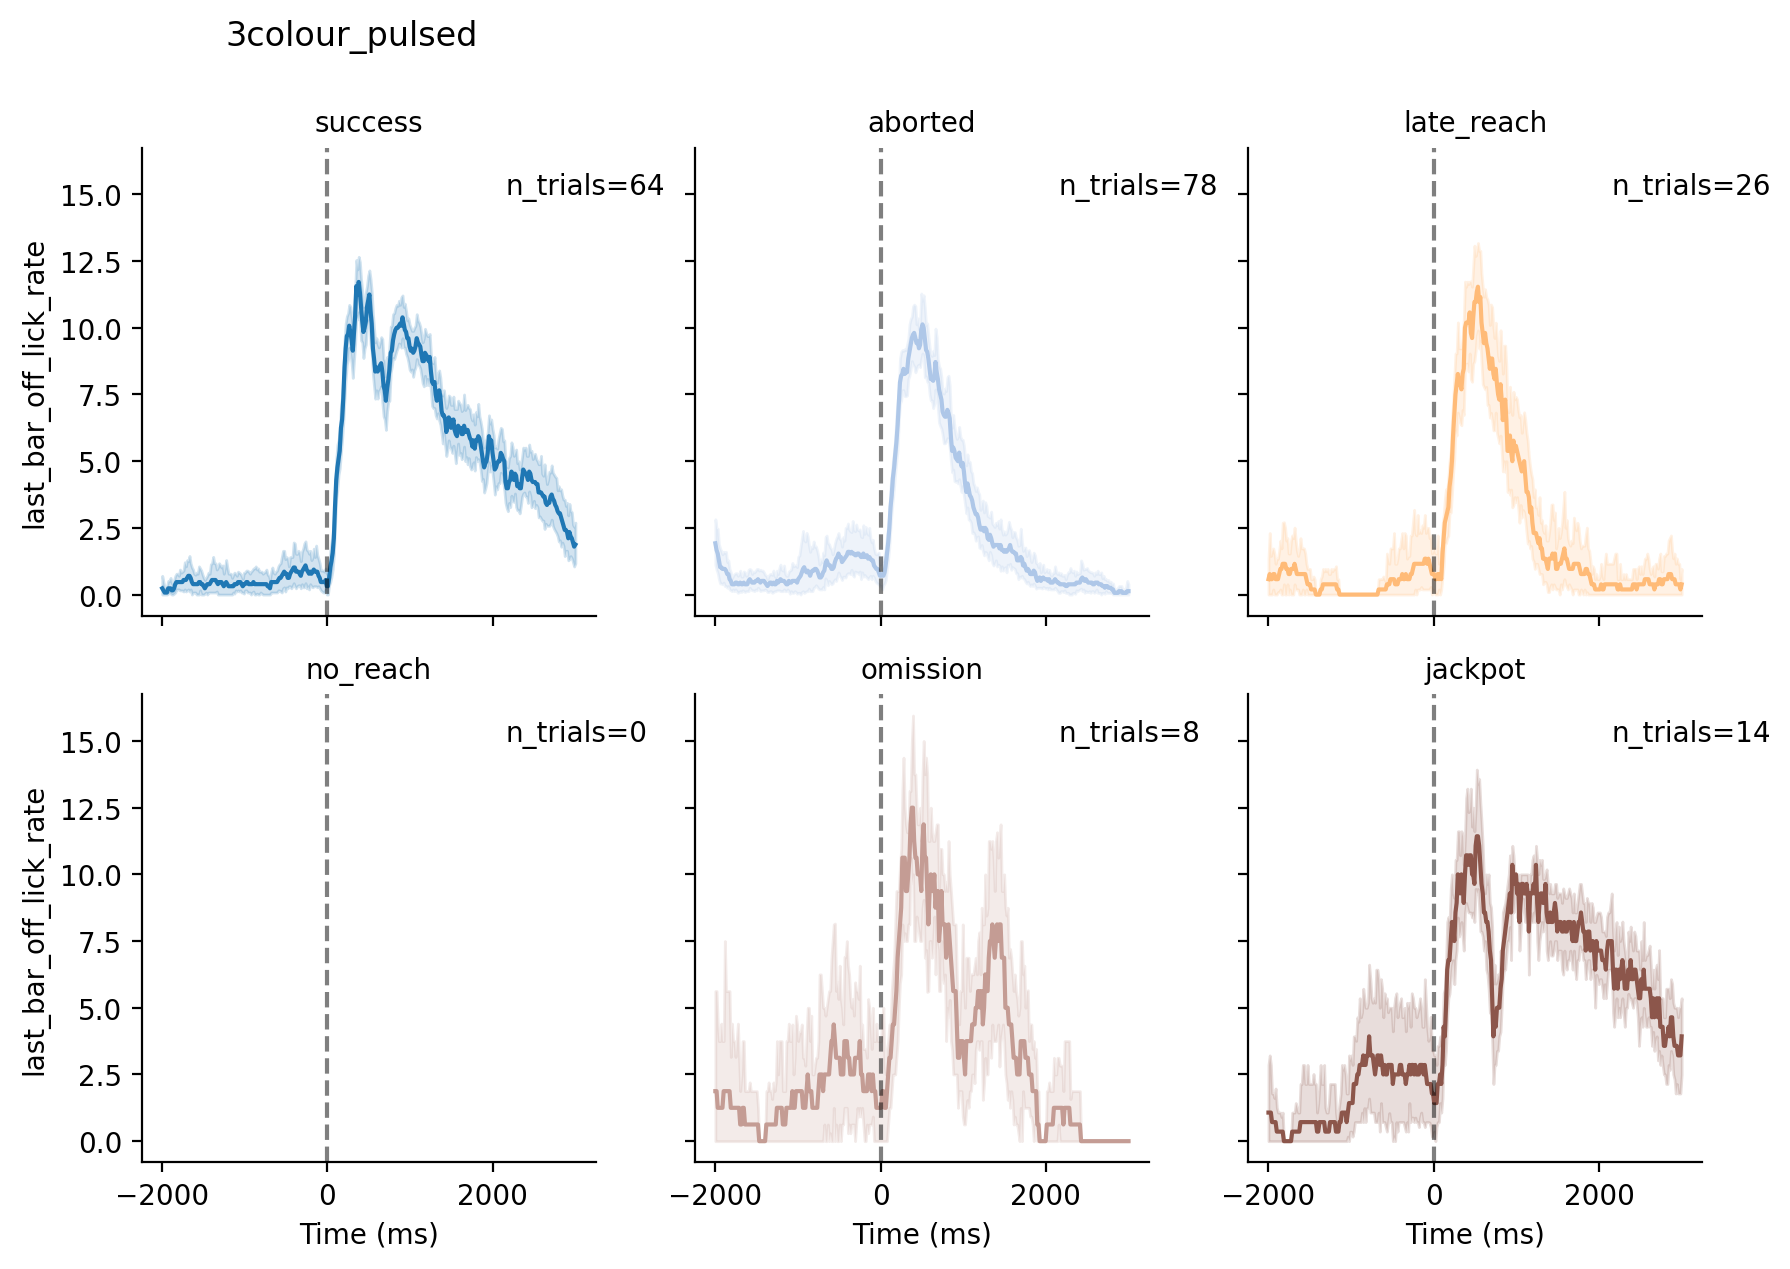 3colour_pulsed
success
aborted
late_reach
n_trials=64
n_trials=78
n_trials=26
last_bar_off_lick_rate
15.0
12.5
10.0
7.5
5.0
2.5
0.0
0
2000
no_reach
omission
jackpot
n_trials=0
n_trials=8
n_trials=14
last_bar_off_lick_rate
15.0
12.5
10.0
7.5
5.0
2.5
0.0
−2000 0 2000
−2000 0 2000
−2000 0 2000
Time (ms)
Time (ms)
Time (ms)